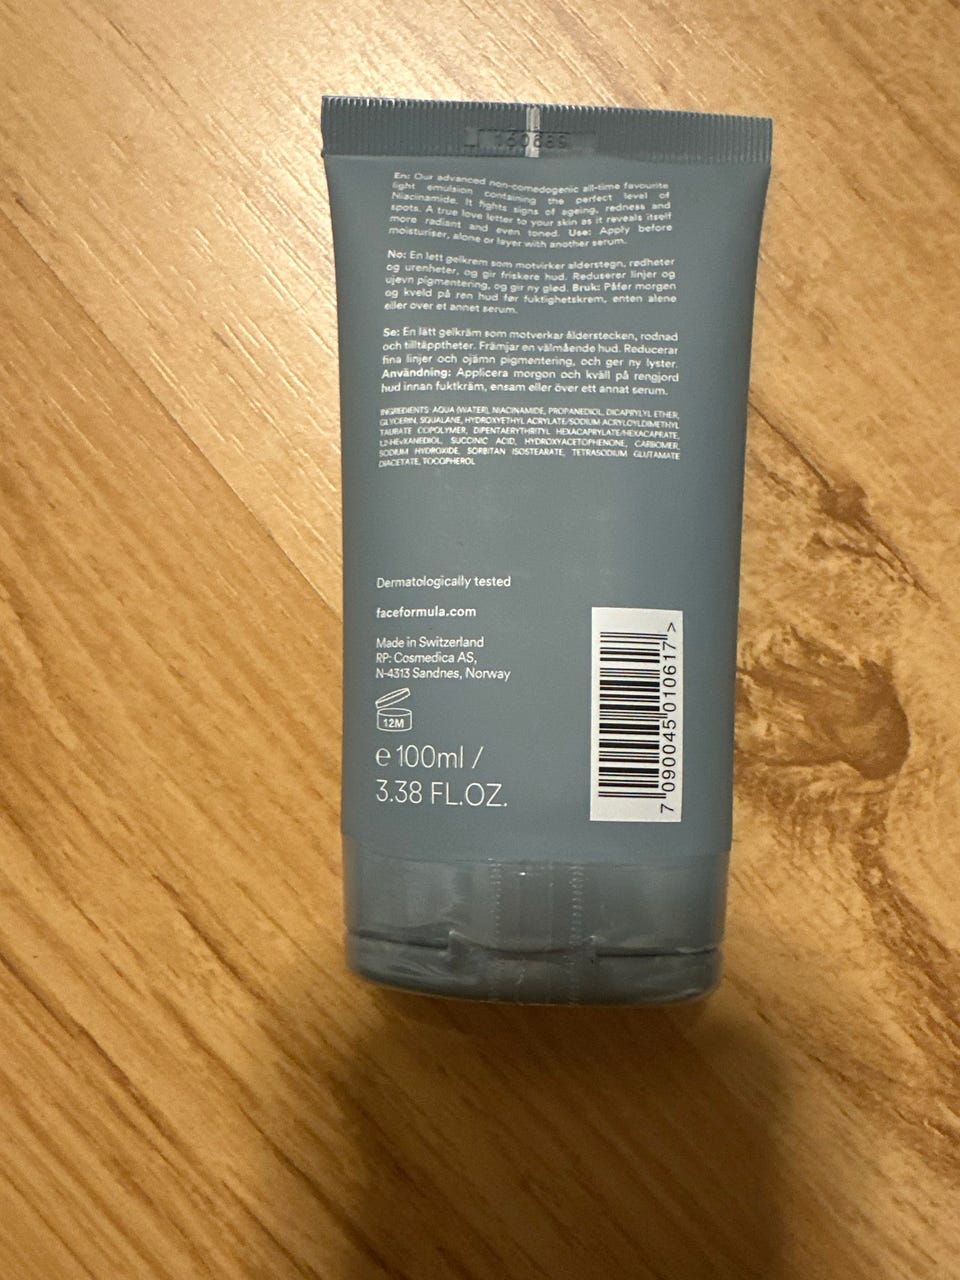 En: Our advanced non-comedogenic all-time favourite
light emulsion containing the perfect level of
Niacinamide. It fights signs of ageing, redness and
spots. A true love letter to your skin as it reveals itself
more radiant and even toned. Use: Apply before
moisturiser, alone or layer with another serum.
No: En lett gelkrem som motvirker alderstegn, rødheter
og urenheter, og gir friskere hud. Reduserer linjer og
ujevn pigmentering, og gir ny glød. Bruk: Påfør morgen
og kveld på ren hud før fuktighetskrem, enten alene
eller over et annet serum.
Se: En lätt gelkräm som motverkar ålderstecken, rodnad
och tilltäpptheter. Främjar en välmående hud. Reducerar
fina linjer och ojämn pigmentering, och ger ny lyster.
Användning: Applicera morgon och kväll på rengjord
hud innan fuktkräm, ensam eller över ett annat serum.
INGREDIENTS: AQUA (WATER), NIACINAMIDE, PROPANEDIOL, DICAPRYLYL ETHER,
GLYCERIN, SQUALANE, HYDROXYETHYL ACRYLATE/SODIUM ACRYLOYLDIMETHYL
TAURATE COPOLYMER, DIPENTAERYTHRITYL HEXACAPRYLATE/HEXACAPRATE,
1,2-HEXANEDIOL, SUCCINIC ACID, HYDROXYACETOPHENONE, CARBOMER,
SODIUM HYDROXIDE, SORBITAN ISOSTEARATE, TETRASODIUM GLUTAMATE
DIACETATE, TOCOPHEROL
Dermatologically tested
faceformula.com
Made in Switzerland
RP: Cosmedica AS,
N-4313 Sandnes, Norway
12M
e 100ml /
3.38 FL.OZ.
7 090045 010617 >